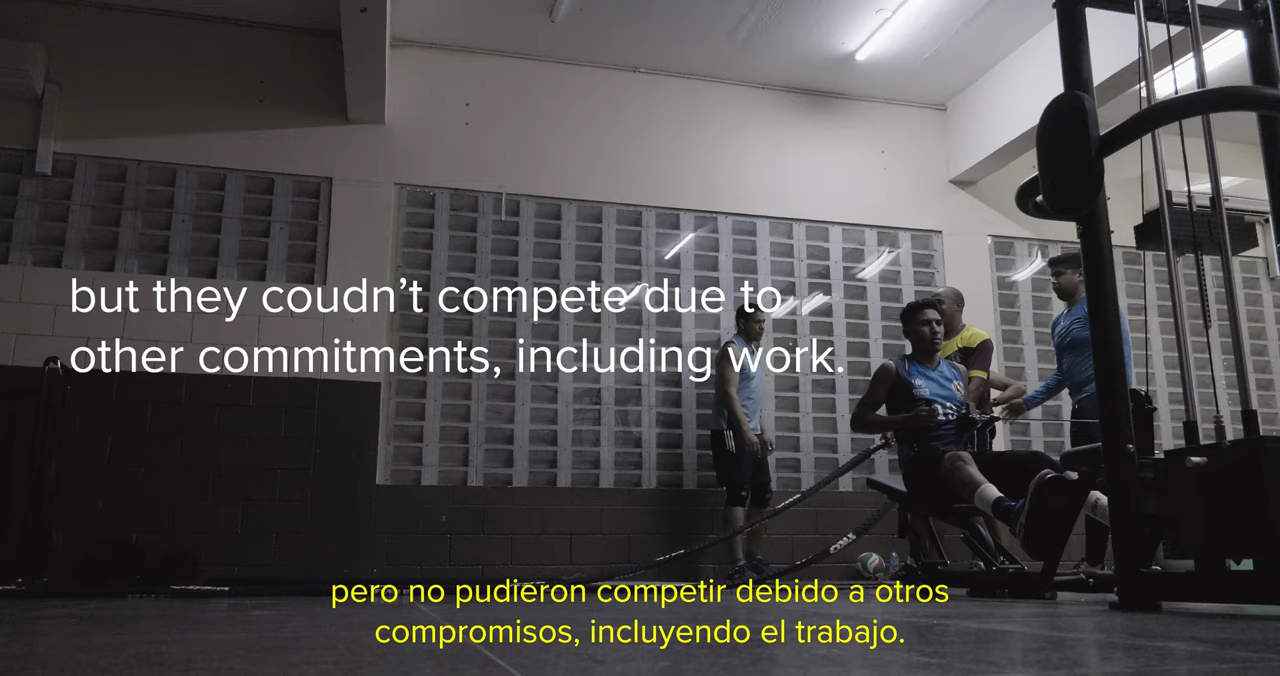 but they coudn’t compete due to
other commitments, including work.
pero no pudieron competir debido a otros
compromisos, incluyendo el trabajo.